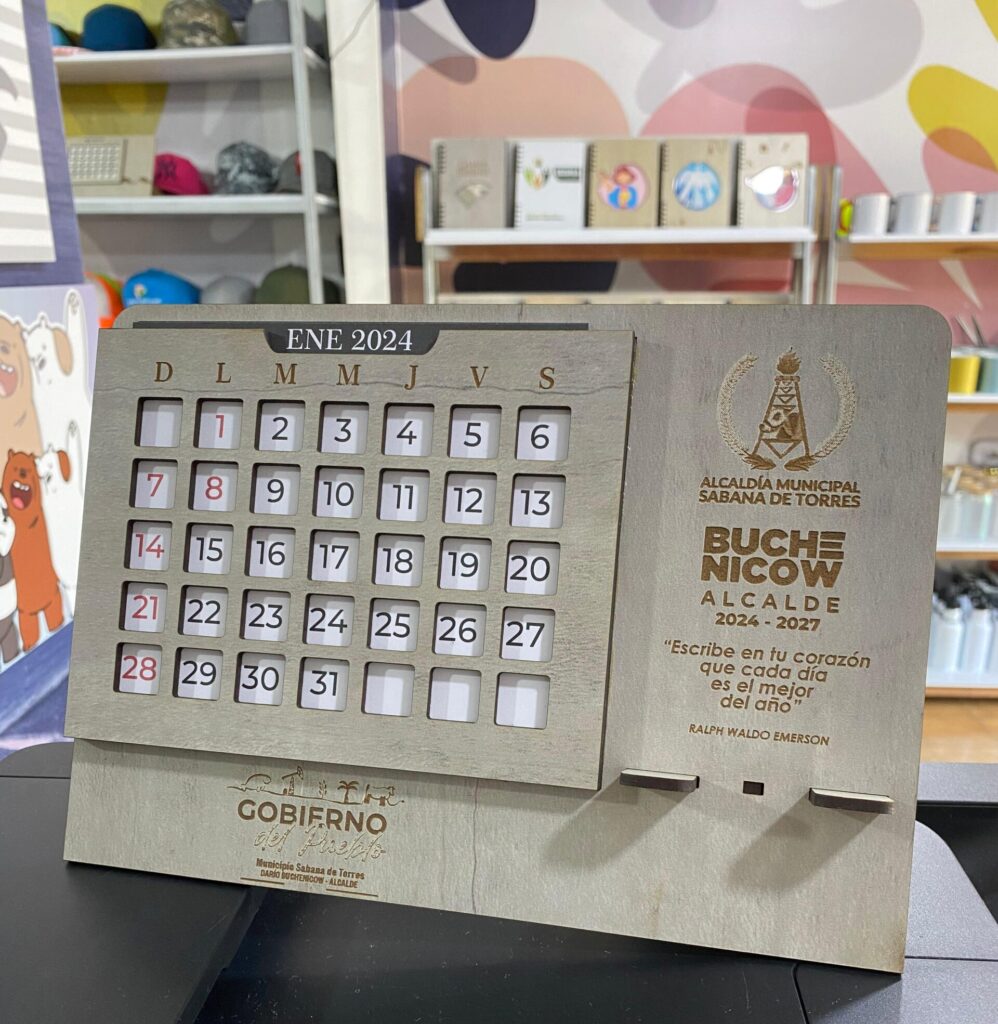 ENE 2024
D L M M J V S
1 2 3 4 5 6
7 8 9 10 11 12 13
14 15 16 17 18 19 20
21 22 23 24 25 26 27
28 29 30 31
ALCALDÍA MUNICIPAL
SABANA DE TORRES
BUCHE
NICOW
ALCALDE
2024 - 2027
“Escribe en tu corazón
que cada día
es el mejor
del año”
RALPH WALDO EMERSON
GOBIERNO
del Pueblo
Municipio Sabana de Torres
DARÍO BUCHENICOW - ALCALDE